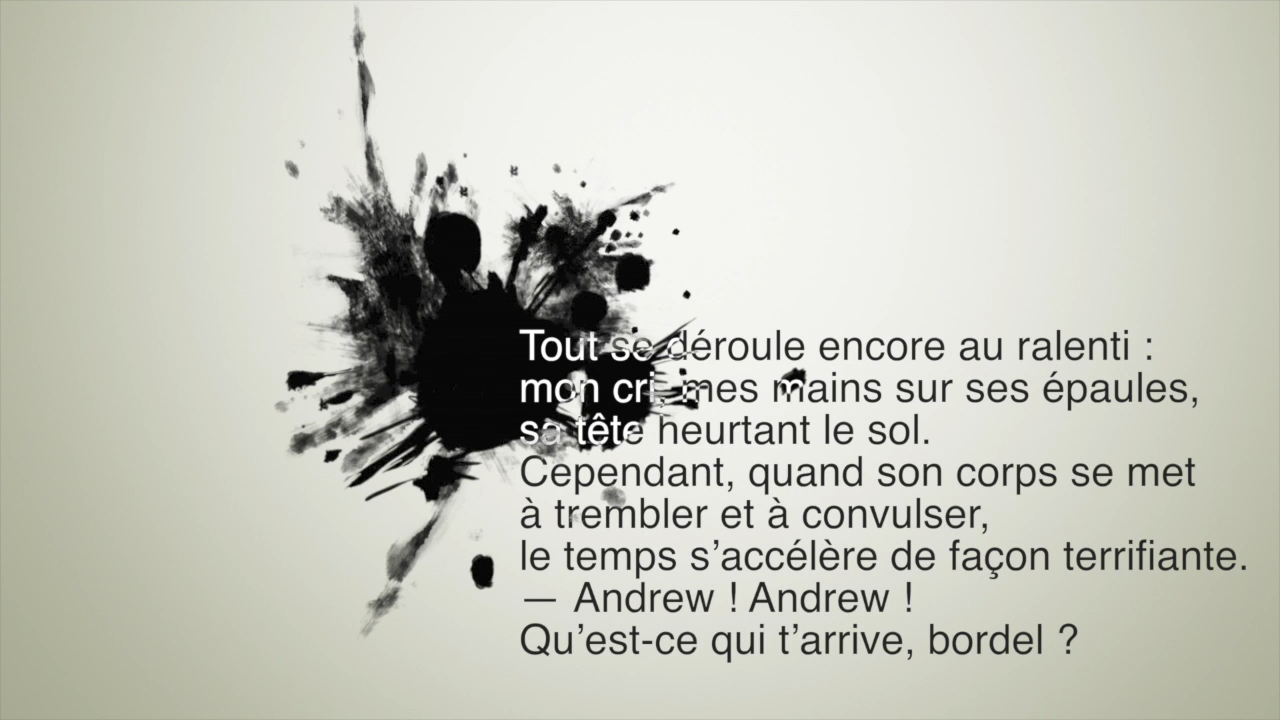 Tout se déroule encore au ralenti :
mon cri, mes mains sur ses épaules,
sa tête heurtant le sol.
Cependant, quand son corps se met
à trembler et à convulser,
le temps s’accélère de façon terrifiante.
— Andrew ! Andrew !
Qu’est-ce qui t’arrive, bordel ?